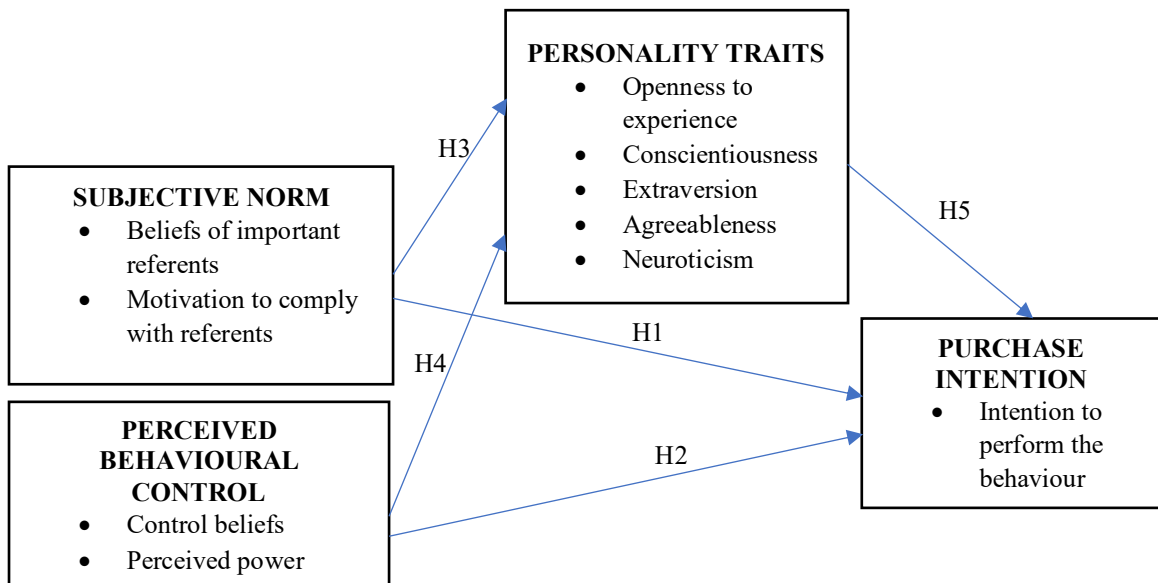 PERSONALITY TRAITS
• Openness to
experience
• Conscientiousness
• Extraversion
• Agreeableness
• Neuroticism
H3
SUBJECTIVE NORM
• Beliefs of important
referents
• Motivation to comply
with referents
H5
H1
H4
PURCHASE
INTENTION
• Intention to
perform the
behaviour
PERCEIVED
BEHAVIOURAL
CONTROL
• Control beliefs
• Perceived power
H2